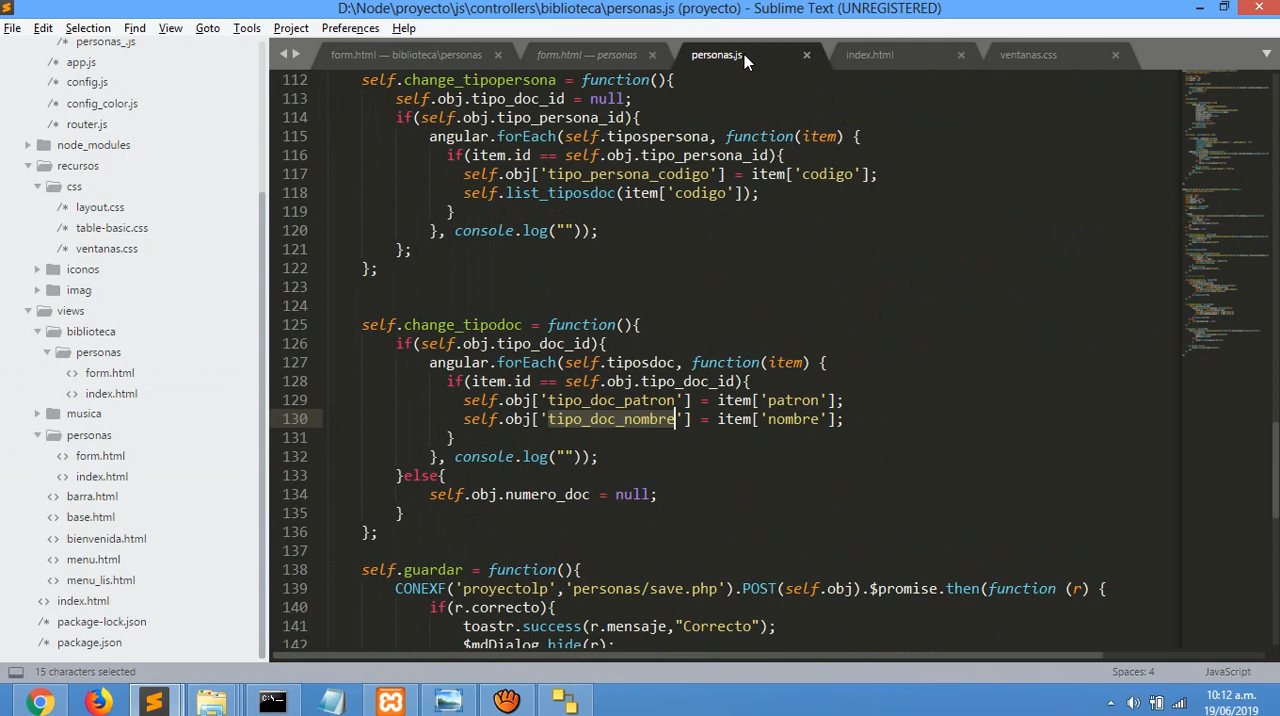 D:\Node\proyecto\js\controllers\biblioteca\personas.js (proyecto) - Sublime Text (UNREGISTERED)
File Edit Selection Find View Goto Tools Project Preferences Help
form.html — biblioteca\personas
form.html — personas
personas.js
index.html
ventanas.css
personas_.js
app.js
config.js
config_color.js
router.js
node_modules
recursos
css
layout.css
table-basic.css
ventanas.css
iconos
imag
views
biblioteca
personas
form.html
index.html
musica
personas
form.html
index.html
barra.html
base.html
bienvenida.html
menu.html
menu_lis.html
index.html
package-lock.json
package.json
112 self.change_tipopersona = function(){
113 self.obj.tipo_doc_id = null;
114 if(self.obj.tipo_persona_id){
115 angular.forEach(self.tipospersona, function(item) {
116 if(item.id == self.obj.tipo_persona_id){
117 self.obj['tipo_persona_codigo'] = item['codigo'];
118 self.list_tiposdoc(item['codigo']);
119 }
120 }, console.log(""));
121 };
122 };
123
124
125 self.change_tipodoc = function(){
126 if(self.obj.tipo_doc_id){
127 angular.forEach(self.tiposdoc, function(item) {
128 if(item.id == self.obj.tipo_doc_id){
129 self.obj['tipo_doc_patron'] = item['patron'];
130 self.obj['tipo_doc_nombre'] = item['nombre'];
131 }
132 }, console.log(""));
133 }else{
134 self.obj.numero_doc = null;
135 }
136 };
137
138 self.guardar = function(){
139 CONEXF('proyectolp','personas/save.php').POST(self.obj).$promise.then(function (r) {
140 if(r.correcto){
141 toastr.success(r.mensaje,"Correcto");
142 $mdDialog.hide(r);
15 characters selected
Spaces: 4
JavaScript
10:12 a.m.
19/06/2019